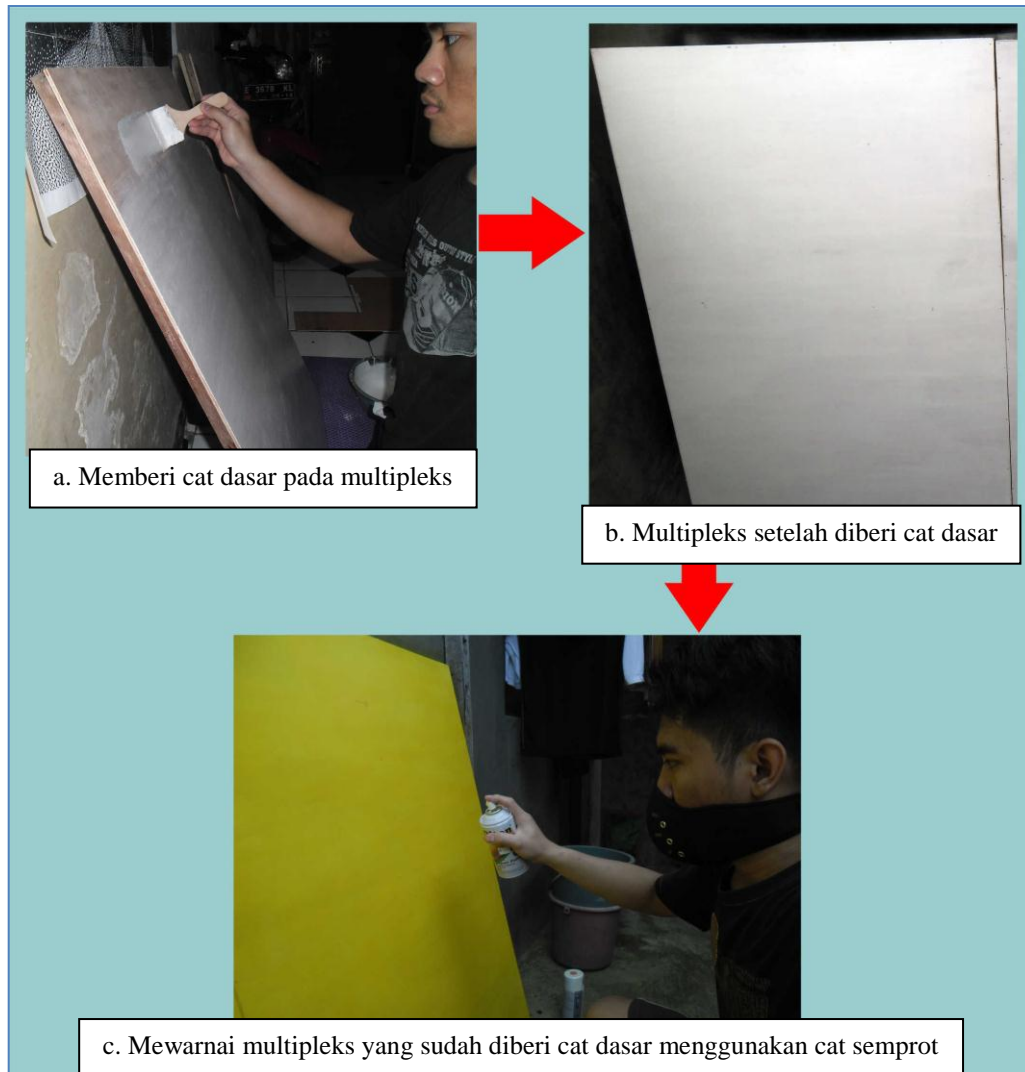 a. Memberi cat dasar pada multipleks
b. Multipleks setelah diberi cat dasar
c. Mewarnai multipleks yang sudah diberi cat dasar menggunakan cat semprot